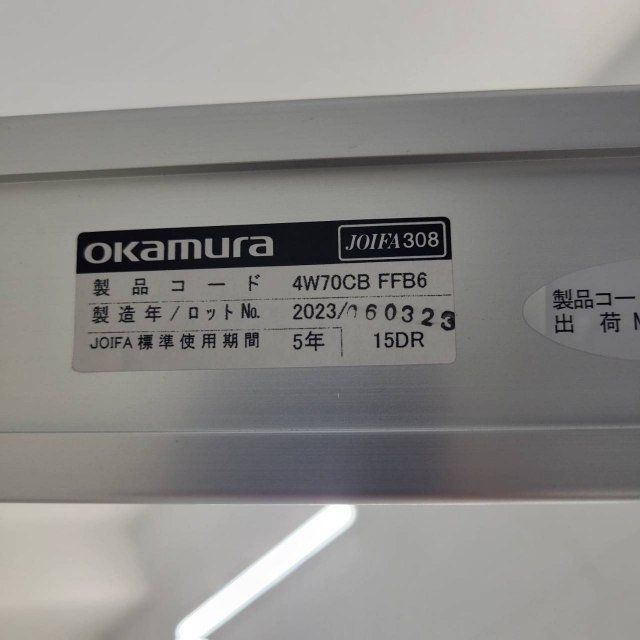 okamura JOIFA308
製品コード 4W70CB FFB6
製造年/ロットNo. 2023/060323
JOIFA標準使用期間 5年 15DR
製品コー
出荷N